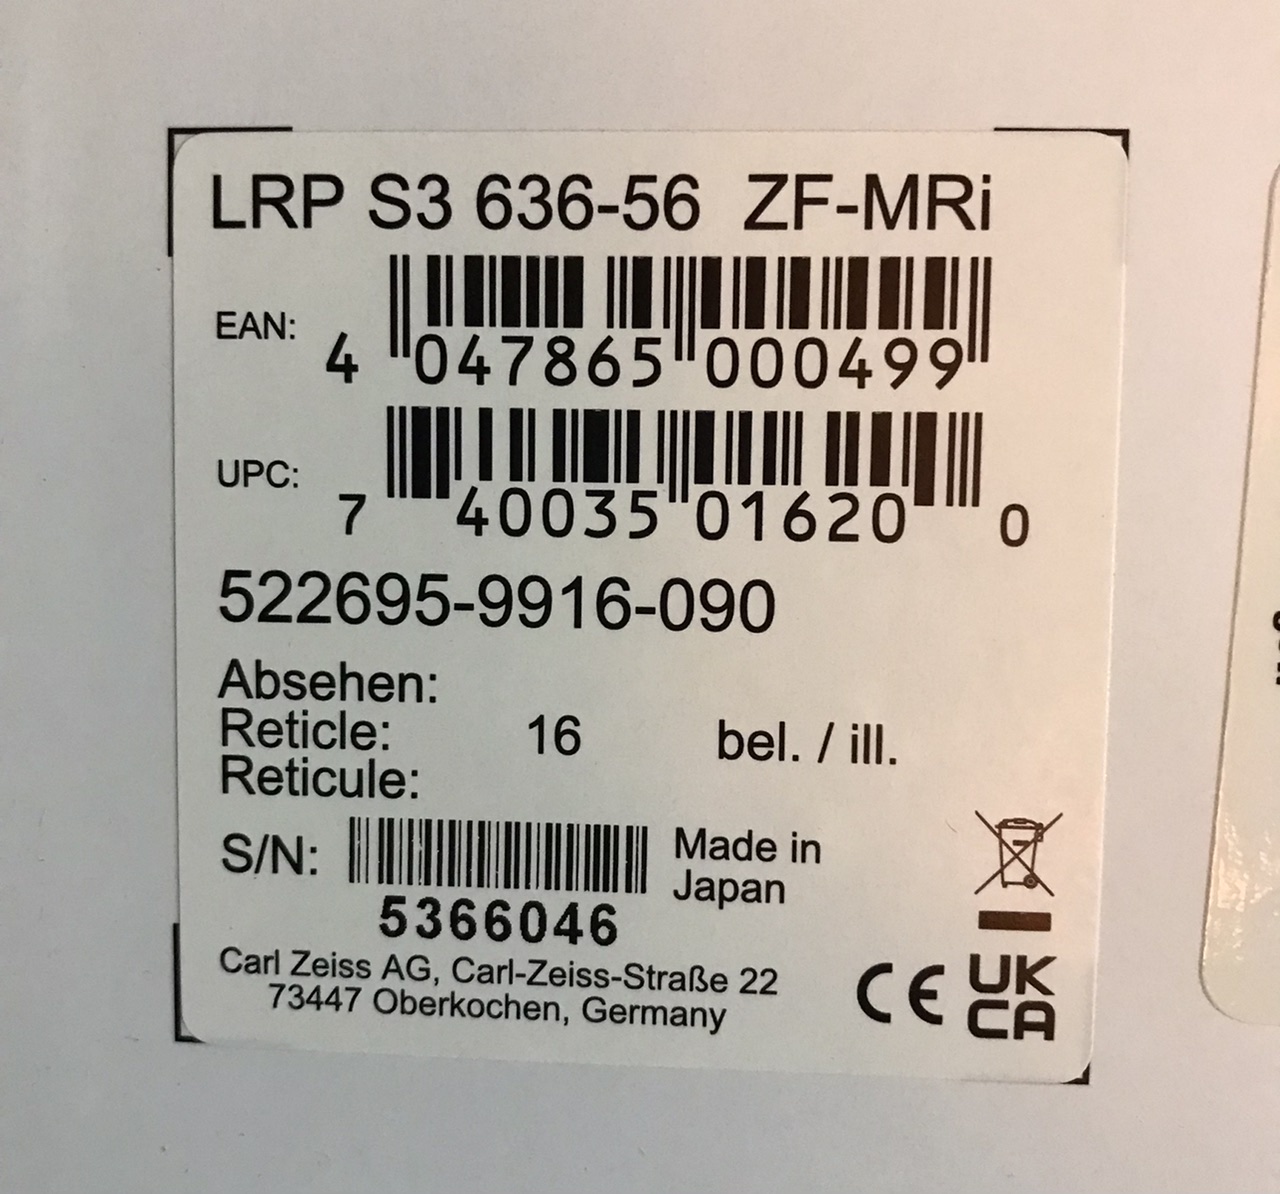 LRP S3 636-56 ZF-MRi
EAN: 4 047865 000499
UPC: 7 40035 01620 0
522695-9916-090
Absehen:
Reticle: 16 bel. / ill.
Reticule:
S/N: Made in
Japan
5366046
Carl Zeiss AG, Carl-Zeiss-Straße 22
73447 Oberkochen, Germany
CE UK
CA